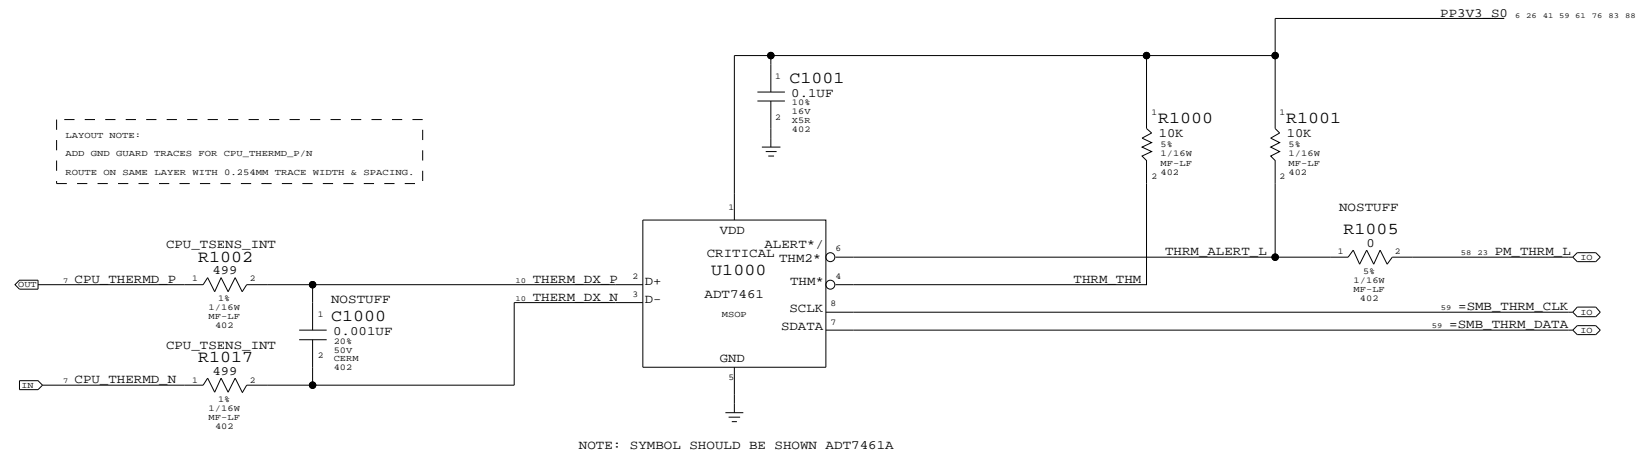 PP3V3_S0 6 26 41 59 61 76 83 88
1 C1001
0.1UF
10%
16V
2 X5R
402
1 R1000
10K
5%
1/16W
MF-LF
2 402
1 R1001
10K
5%
1/16W
MF-LF
2 402
LAYOUT NOTE:
ADD GND GUARD TRACES FOR CPU_THERMD_P/N
ROUTE ON SAME LAYER WITH 0.254MM TRACE WIDTH & SPACING.
NOSTUFF
R1005
0
1 2
5%
1/16W
MF-LF
402
58 23 PM_THRM_L IO
1
VDD
CRITICAL
U1000
ADT7461
MSOP
ALERT*/
THM2*
6
THRM_ALERT_L
THM*
4
THRM_THM
SCLK
8
59 =SMB_THRM_CLK IO
SDATA
7
59 =SMB_THRM_DATA IO
2 D+
3 D-
GND
5
CPU_TSENS_INT
R1002
499
OUT 7 CPU_THERMD_P 1 2
1%
1/16W
MF-LF
402
10 THERM_DX_P
10 THERM_DX_N
NOSTUFF
1 C1000
0.001UF
20%
50V
2 CERM
402
CPU_TSENS_INT
R1017
499
IN 7 CPU_THERMD_N 1 2
1%
1/16W
MF-LF
402
NOTE: SYMBOL SHOULD BE SHOWN ADT7461A